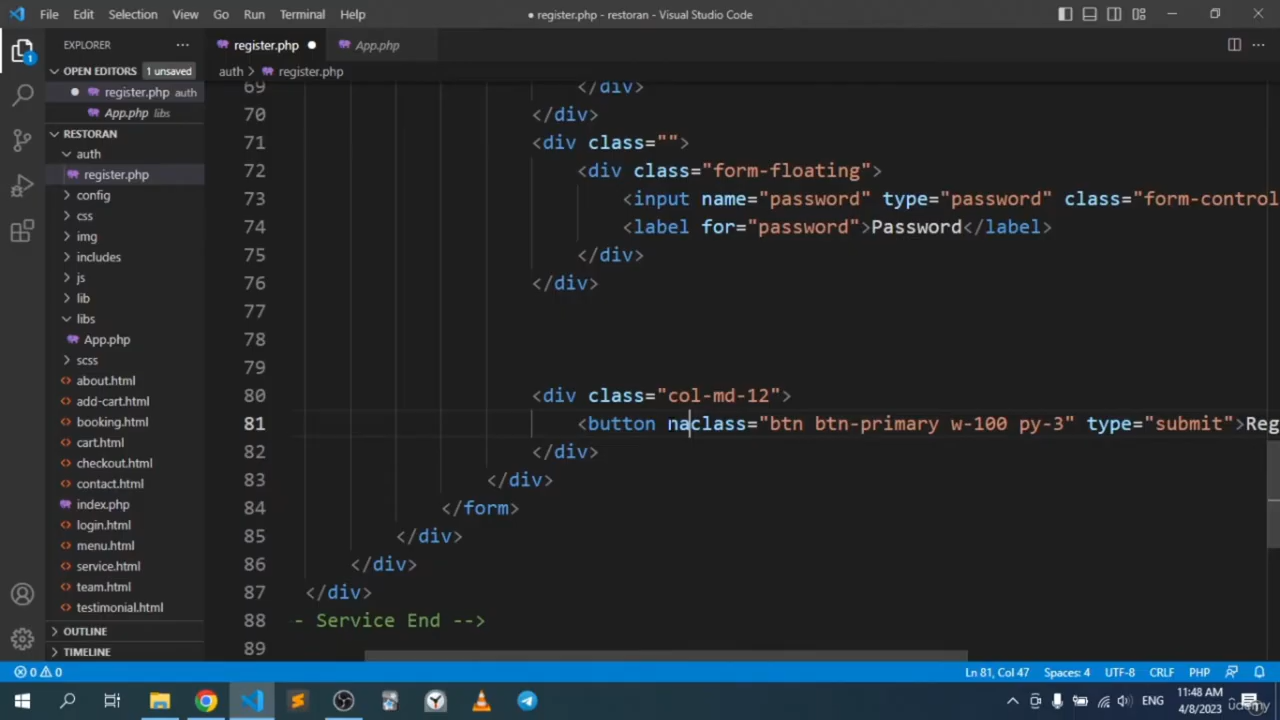 File Edit Selection View Go Run Terminal Help
● register.php - restoran - Visual Studio Code
EXPLORER
register.php
App.php
OPEN EDITORS 1 unsaved
auth register.php
register.php auth
App.php libs
RESTORAN
auth
register.php
config
css
img
includes
js
lib
libs
App.php
scss
about.html
add-cart.html
booking.html
cart.html
checkout.html
contact.html
index.php
login.html
menu.html
service.html
team.html
testimonial.html
OUTLINE
TIMELINE
69 </div>
70 </div>
71 <div class="">
72 <div class="form-floating">
73 <input name="password" type="password" class="form-control
74 <label for="password">Password</label>
75 </div>
76 </div>
77
78
79
80 <div class="col-md-12">
81 <button naclass="btn btn-primary w-100 py-3" type="submit">Reg
82 </div>
83 </div>
84 </form>
85 </div>
86 </div>
87 </div>
88 - Service End -->
89
0 0 Ln 81, Col 47 Spaces: 4 UTF-8 CRLF PHP
1
ENG
11:48 AM
4/8/2023
udemy